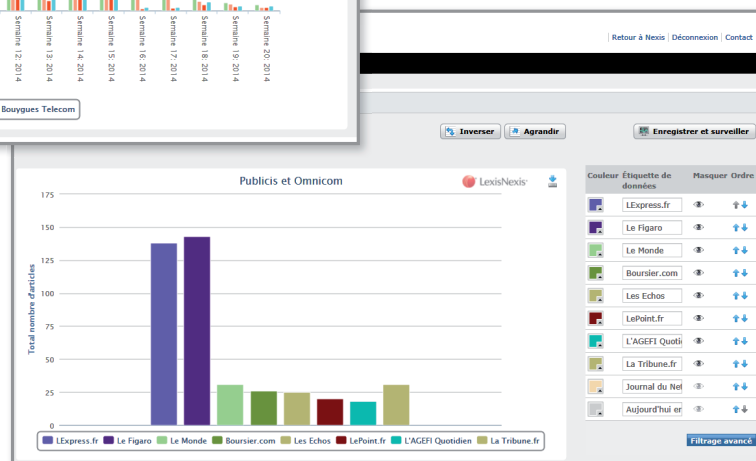 Semaine 12: 2014
Semaine 13: 2014
Semaine 14: 2014
Semaine 15: 2014
Semaine 16: 2014
Semaine 17: 2014
Semaine 18: 2014
Semaine 19: 2014
Semaine 20: 2014
Bouygues Telecom
Retour à Nexis | Déconnexion | Contact
Inverser
Agrandir
Enregistrer et surveiller
Publicis et Omnicom
LexisNexis
Total nombre d'articles
175
150
125
100
75
50
25
0
LExpress.fr Le Figaro Le Monde Boursier.com Les Echos LePoint.fr L'AGEFI Quotidien La Tribune.fr
Couleur Étiquette de données Masquer Ordre
LExpress.fr
Le Figaro
Le Monde
Boursier.com
Les Echos
LePoint.fr
L'AGEFI Quoti
La Tribune.fr
Journal du Net
Aujourd'hui en
Filtrage avancé